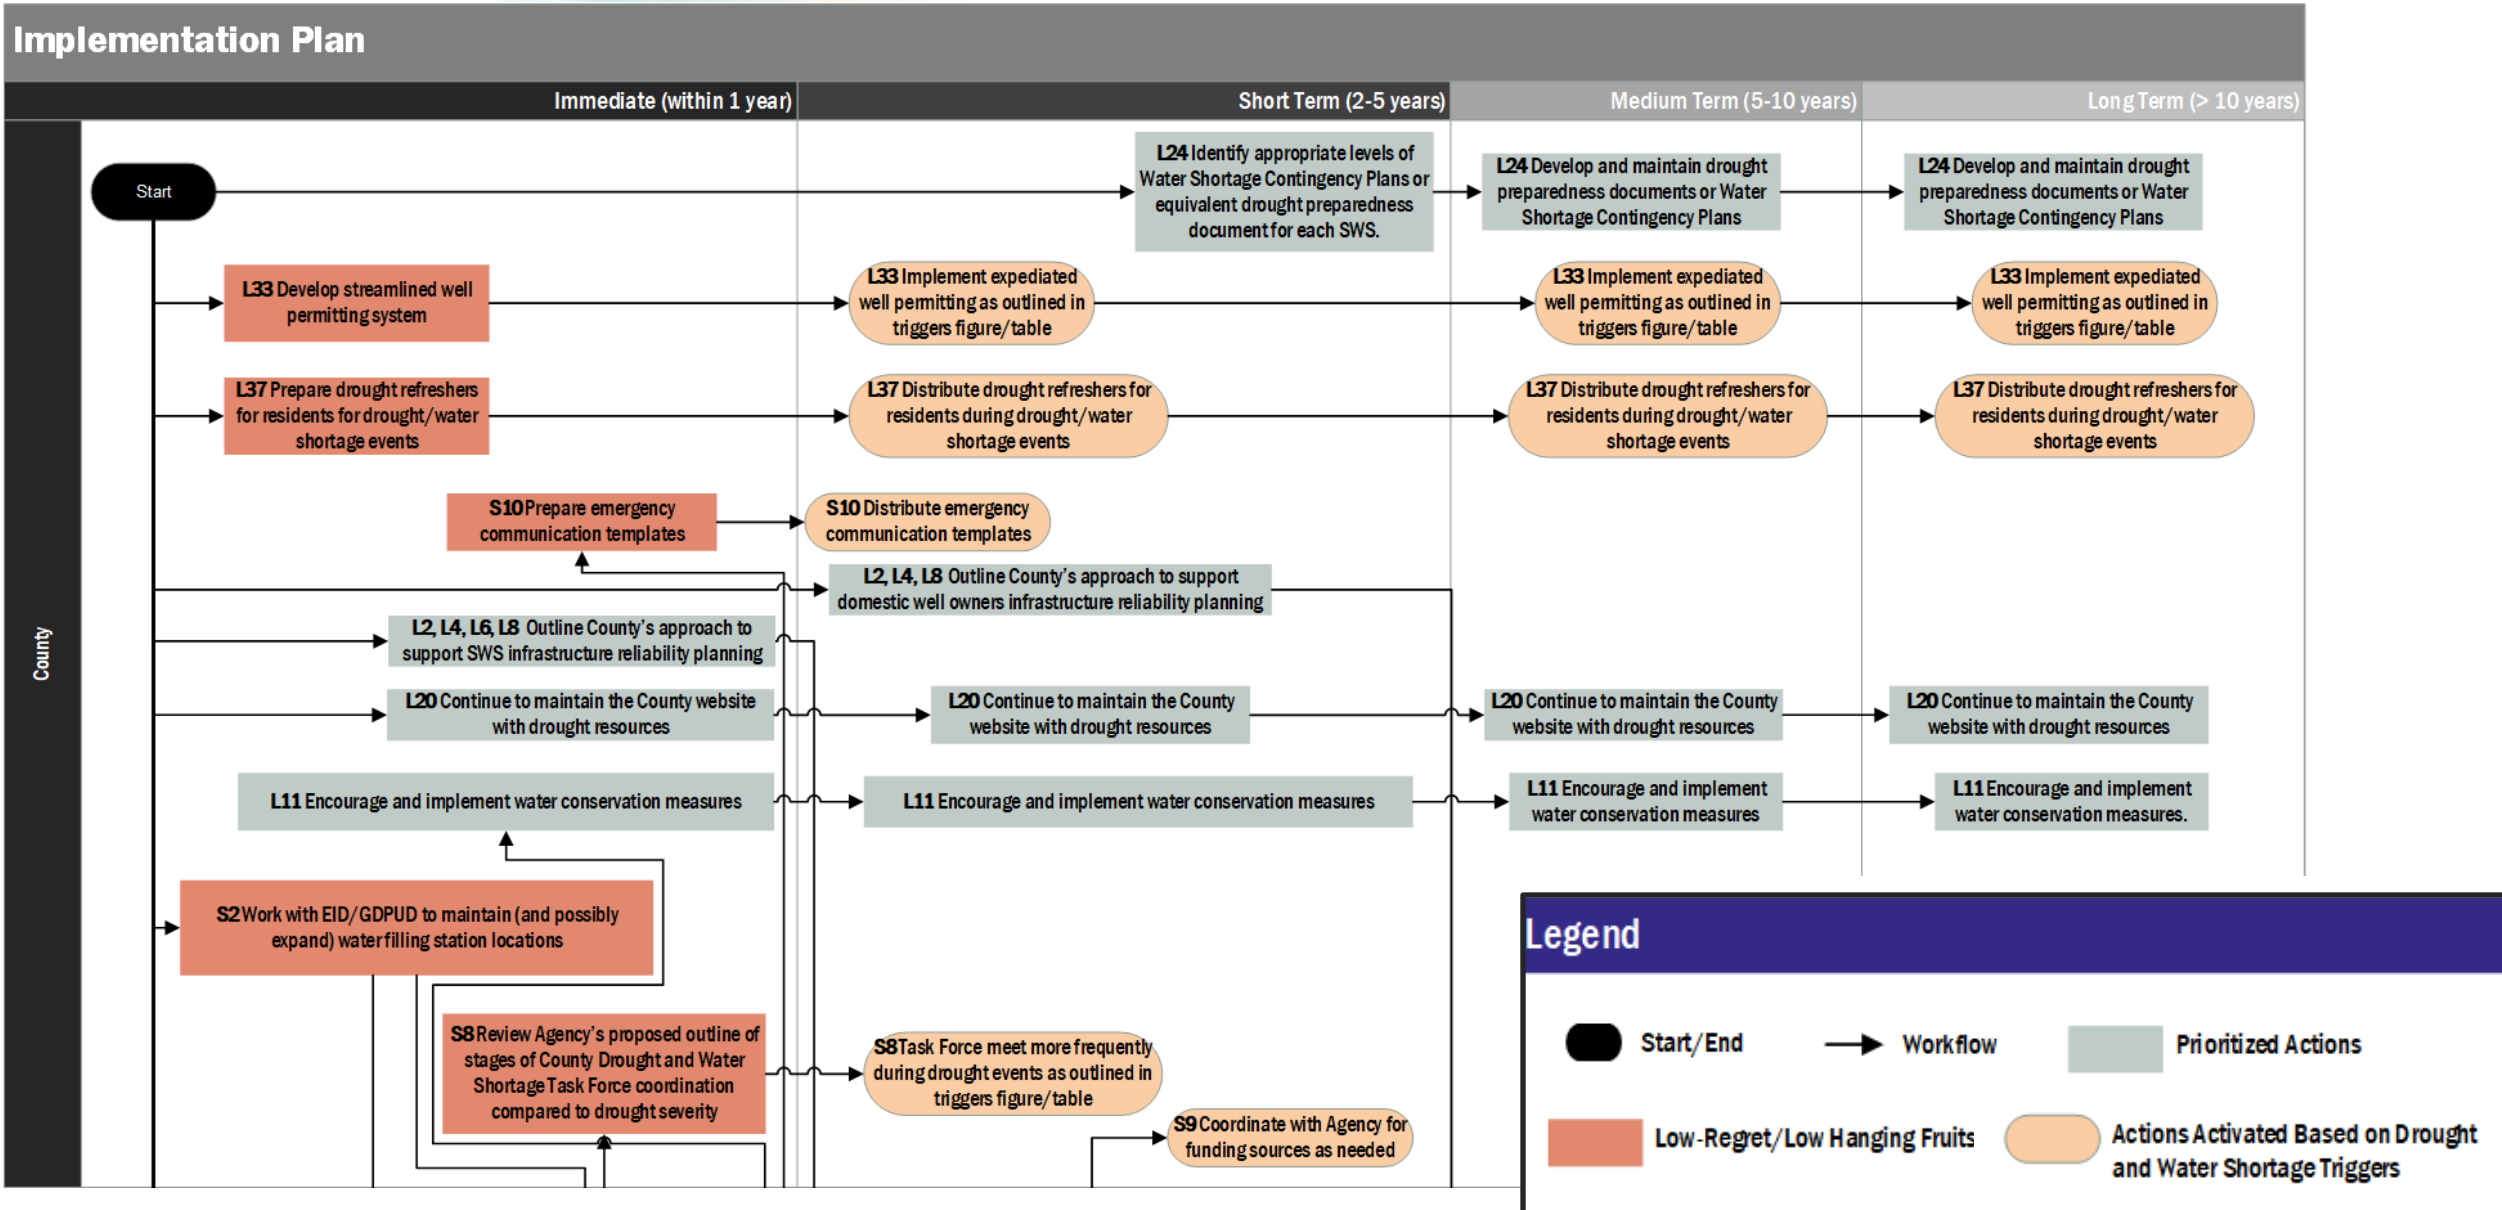 Implementation Plan
Immediate (within 1 year)
Short Term (2-5 years)
Medium Term (5-10 years)
Long Term (> 10 years)
County
Start
L24 Identify appropriate levels of
Water Shortage Contingency Plans or
equivalent drought preparedness
document for each SWS.
L24 Develop and maintain drought
preparedness documents or Water
Shortage Contingency Plans
L24 Develop and maintain drought
preparedness documents or Water
Shortage Contingency Plans
L33 Develop streamlined well
permitting system
L33 Implement expediated
well permitting as outlined in
triggers figure/table
L33 Implement expediated
well permitting as outlined in
triggers figure/table
L33 Implement expediated
well permitting as outlined in
triggers figure/table
L37 Prepare drought refreshers
for residents for drought/water
shortage events
L37 Distribute drought refreshers for
residents during drought/water
shortage events
L37 Distribute drought refreshers for
residents during drought/water
shortage events
L37 Distribute drought refreshers for
residents during drought/water
shortage events
S10 Prepare emergency
communication templates
S10 Distribute emergency
communication templates
L2, L4, L8 Outline County's approach to support
domestic well owners infrastructure reliability planning
L2, L4, L6, L8 Outline County's approach to
support SWS infrastructure reliability planning
L20 Continue to maintain the County website
with drought resources
L20 Continue to maintain the County
website with drought resources
L20 Continue to maintain the County
website with drought resources
L20 Continue to maintain the County
website with drought resources
L11 Encourage and implement water conservation measures
L11 Encourage and implement water conservation measures
L11 Encourage and implement
water conservation measures
L11 Encourage and implement
water conservation measures.
S2 Work with EID/GDPUD to maintain (and possibly
expand) water filling station locations
S8 Review Agency's proposed outline of
stages of County Drought and Water
Shortage Task Force coordination
compared to drought severity
S8 Task Force meet more frequently
during drought events as outlined in
triggers figure/table
S9 Coordinate with Agency for
funding sources as needed
Legend
Start/End
Workflow
Prioritized Actions
Low-Regret/Low Hanging Fruits
Actions Activated Based on Drought
and Water Shortage Triggers